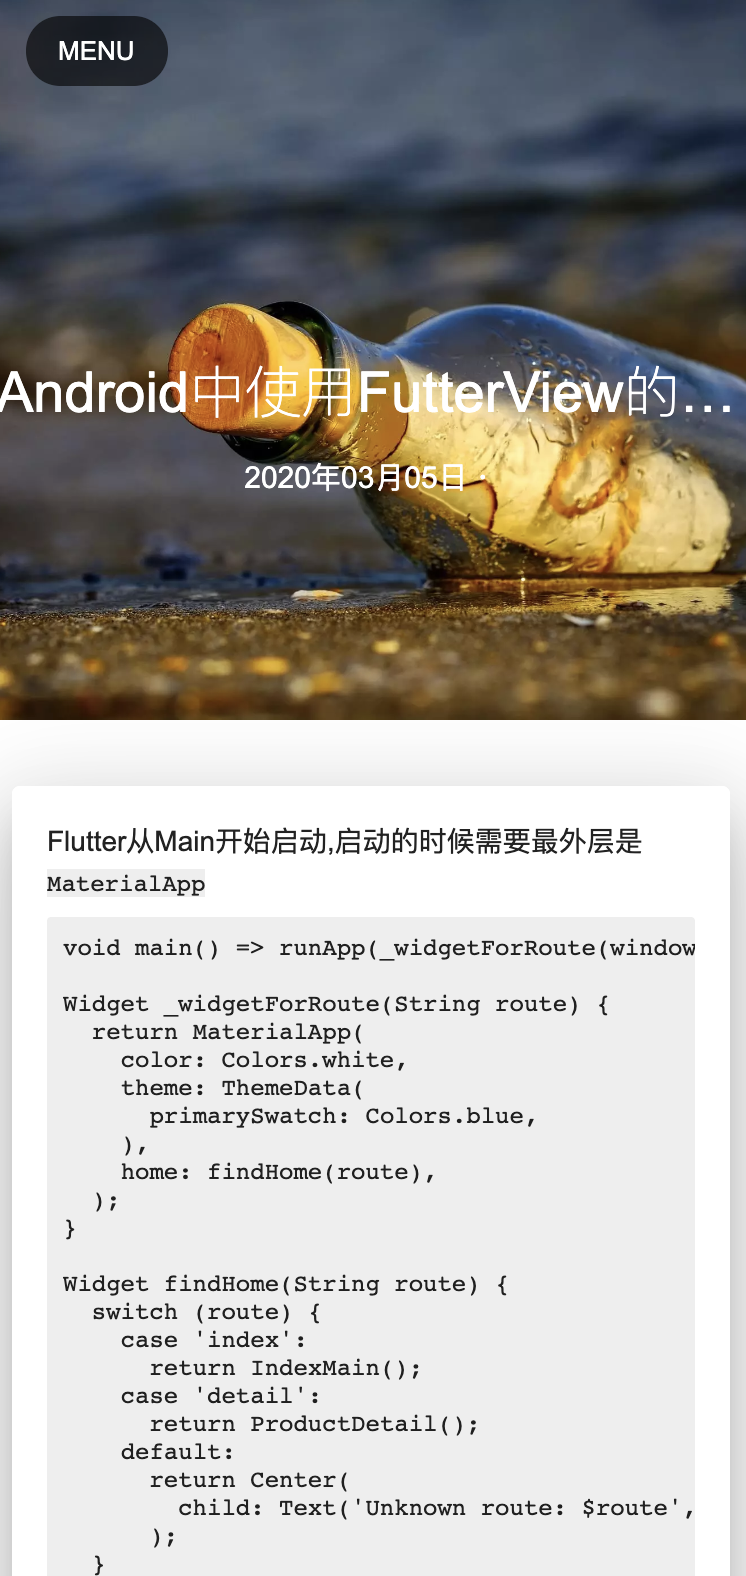 MENU
Android中使用FutterView的...
2020年03月05日 ·
Flutter从Main开始启动,启动的时候需要最外层是
MaterialApp
void main() => runApp(_widgetForRoute(window
Widget _widgetForRoute(String route) {
  return MaterialApp(
    color: Colors.white,
    theme: ThemeData(
      primarySwatch: Colors.blue,
    ),
    home: findHome(route),
  );
}
Widget findHome(String route) {
  switch (route) {
    case 'index':
      return IndexMain();
    case 'detail':
      return ProductDetail();
    default:
      return Center(
        child: Text('Unknown route: $route',
      );
  }